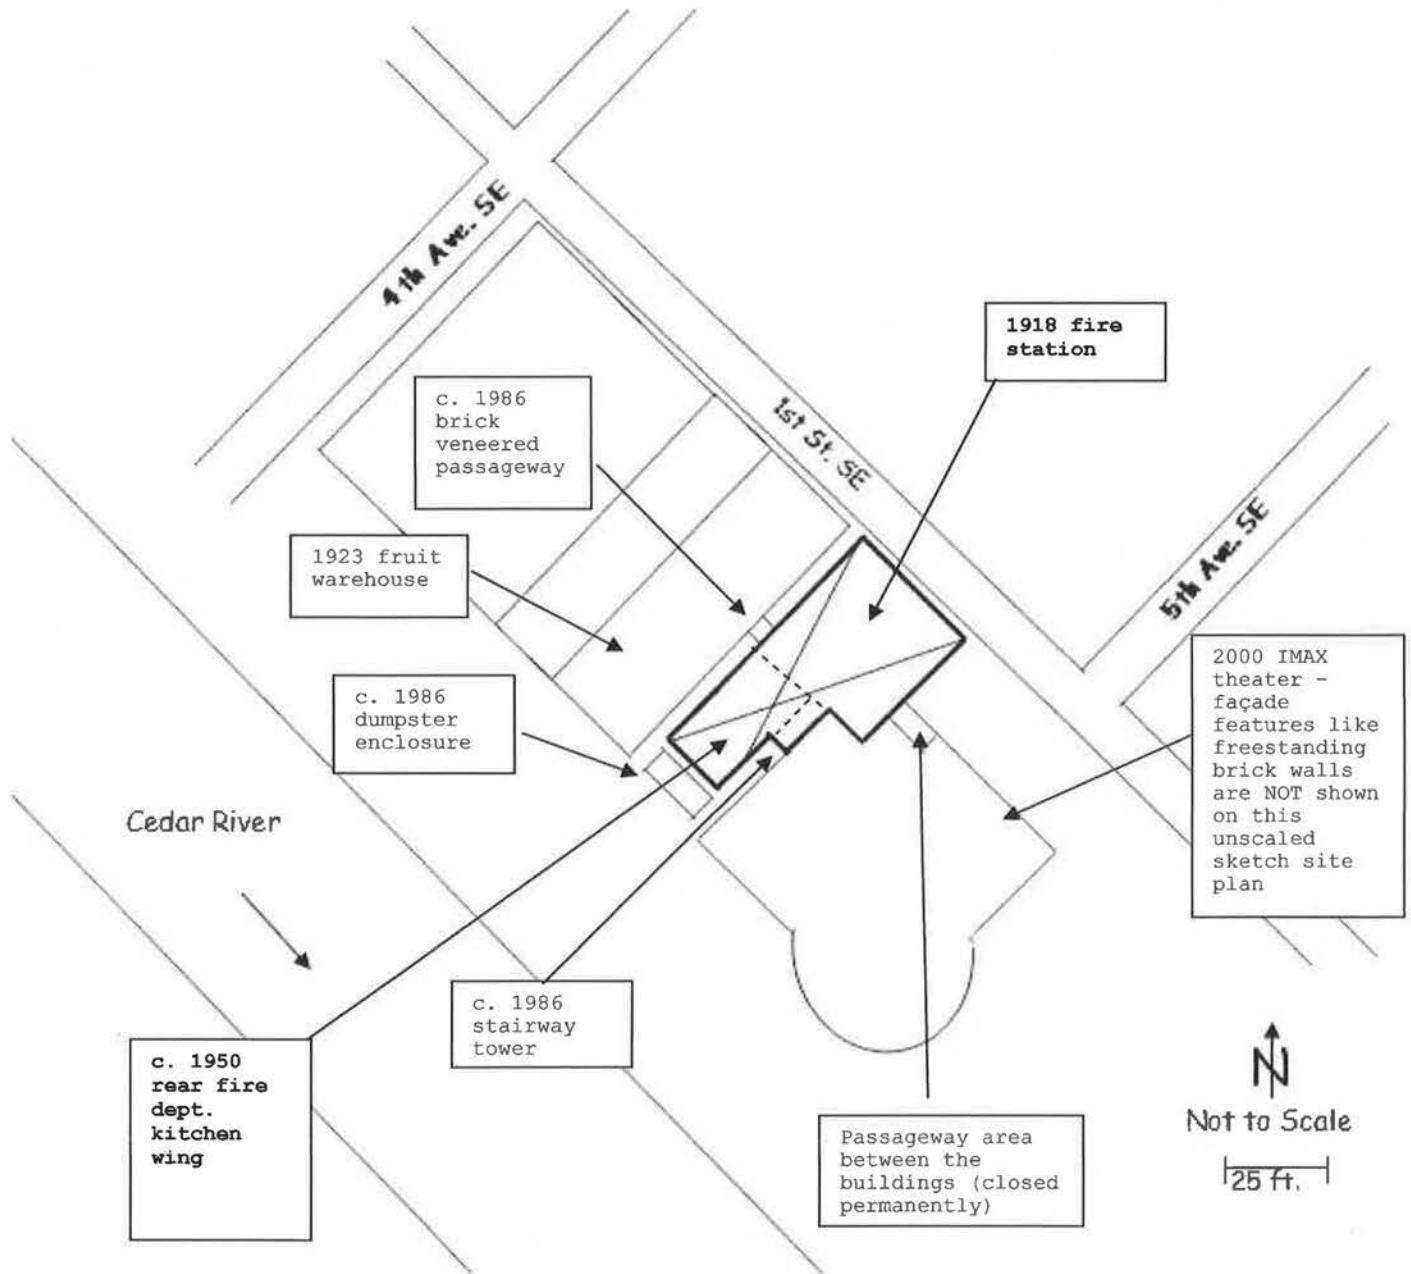 4th Ave. SE
1918 fire
station
c. 1986
brick
veneered
passageway
1st St. SE
5th Ave. SE
1923 fruit
warehouse
2000 IMAX
theater –
façade
features like
freestanding
brick walls
are NOT shown
on this
unscaled
sketch site
plan
c. 1986
dumpster
enclosure
Cedar River
c. 1986
stairway
tower
c. 1950
rear fire
dept.
kitchen
wing
Passageway area
between the
buildings (closed
permanently)
N
Not to Scale
25 ft.